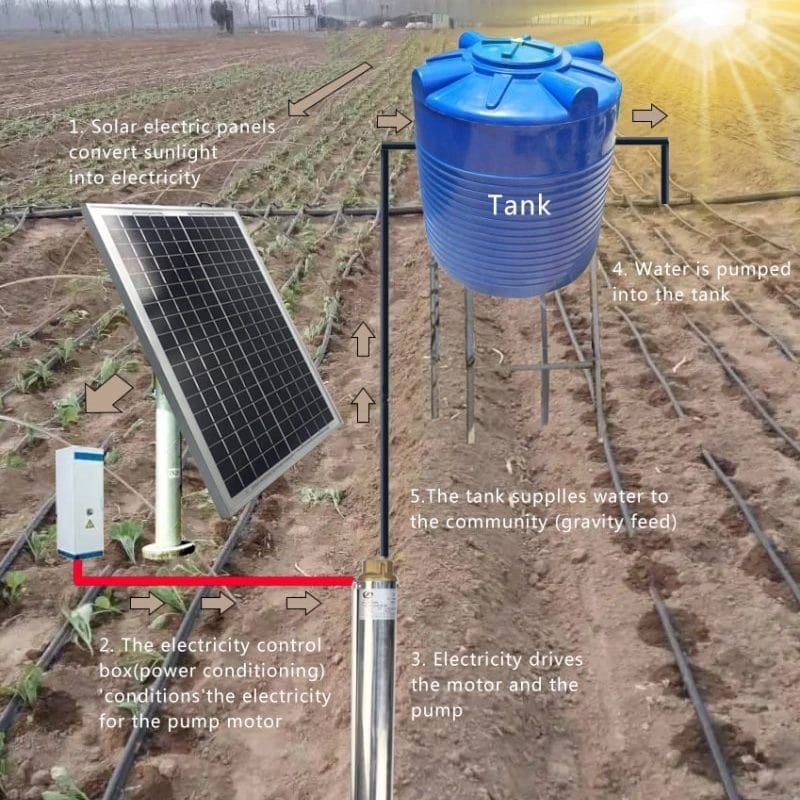 1. Solar electric panels
convert sunlight
into electricity
Tank
4. Water is pumped
into the tank
5.The tank supplles water to
the community (gravity feed)
2. The electricity control
box(power conditioning)
'conditions'the electricity
for the pump motor
3. Electricity drives
the motor and the
pump